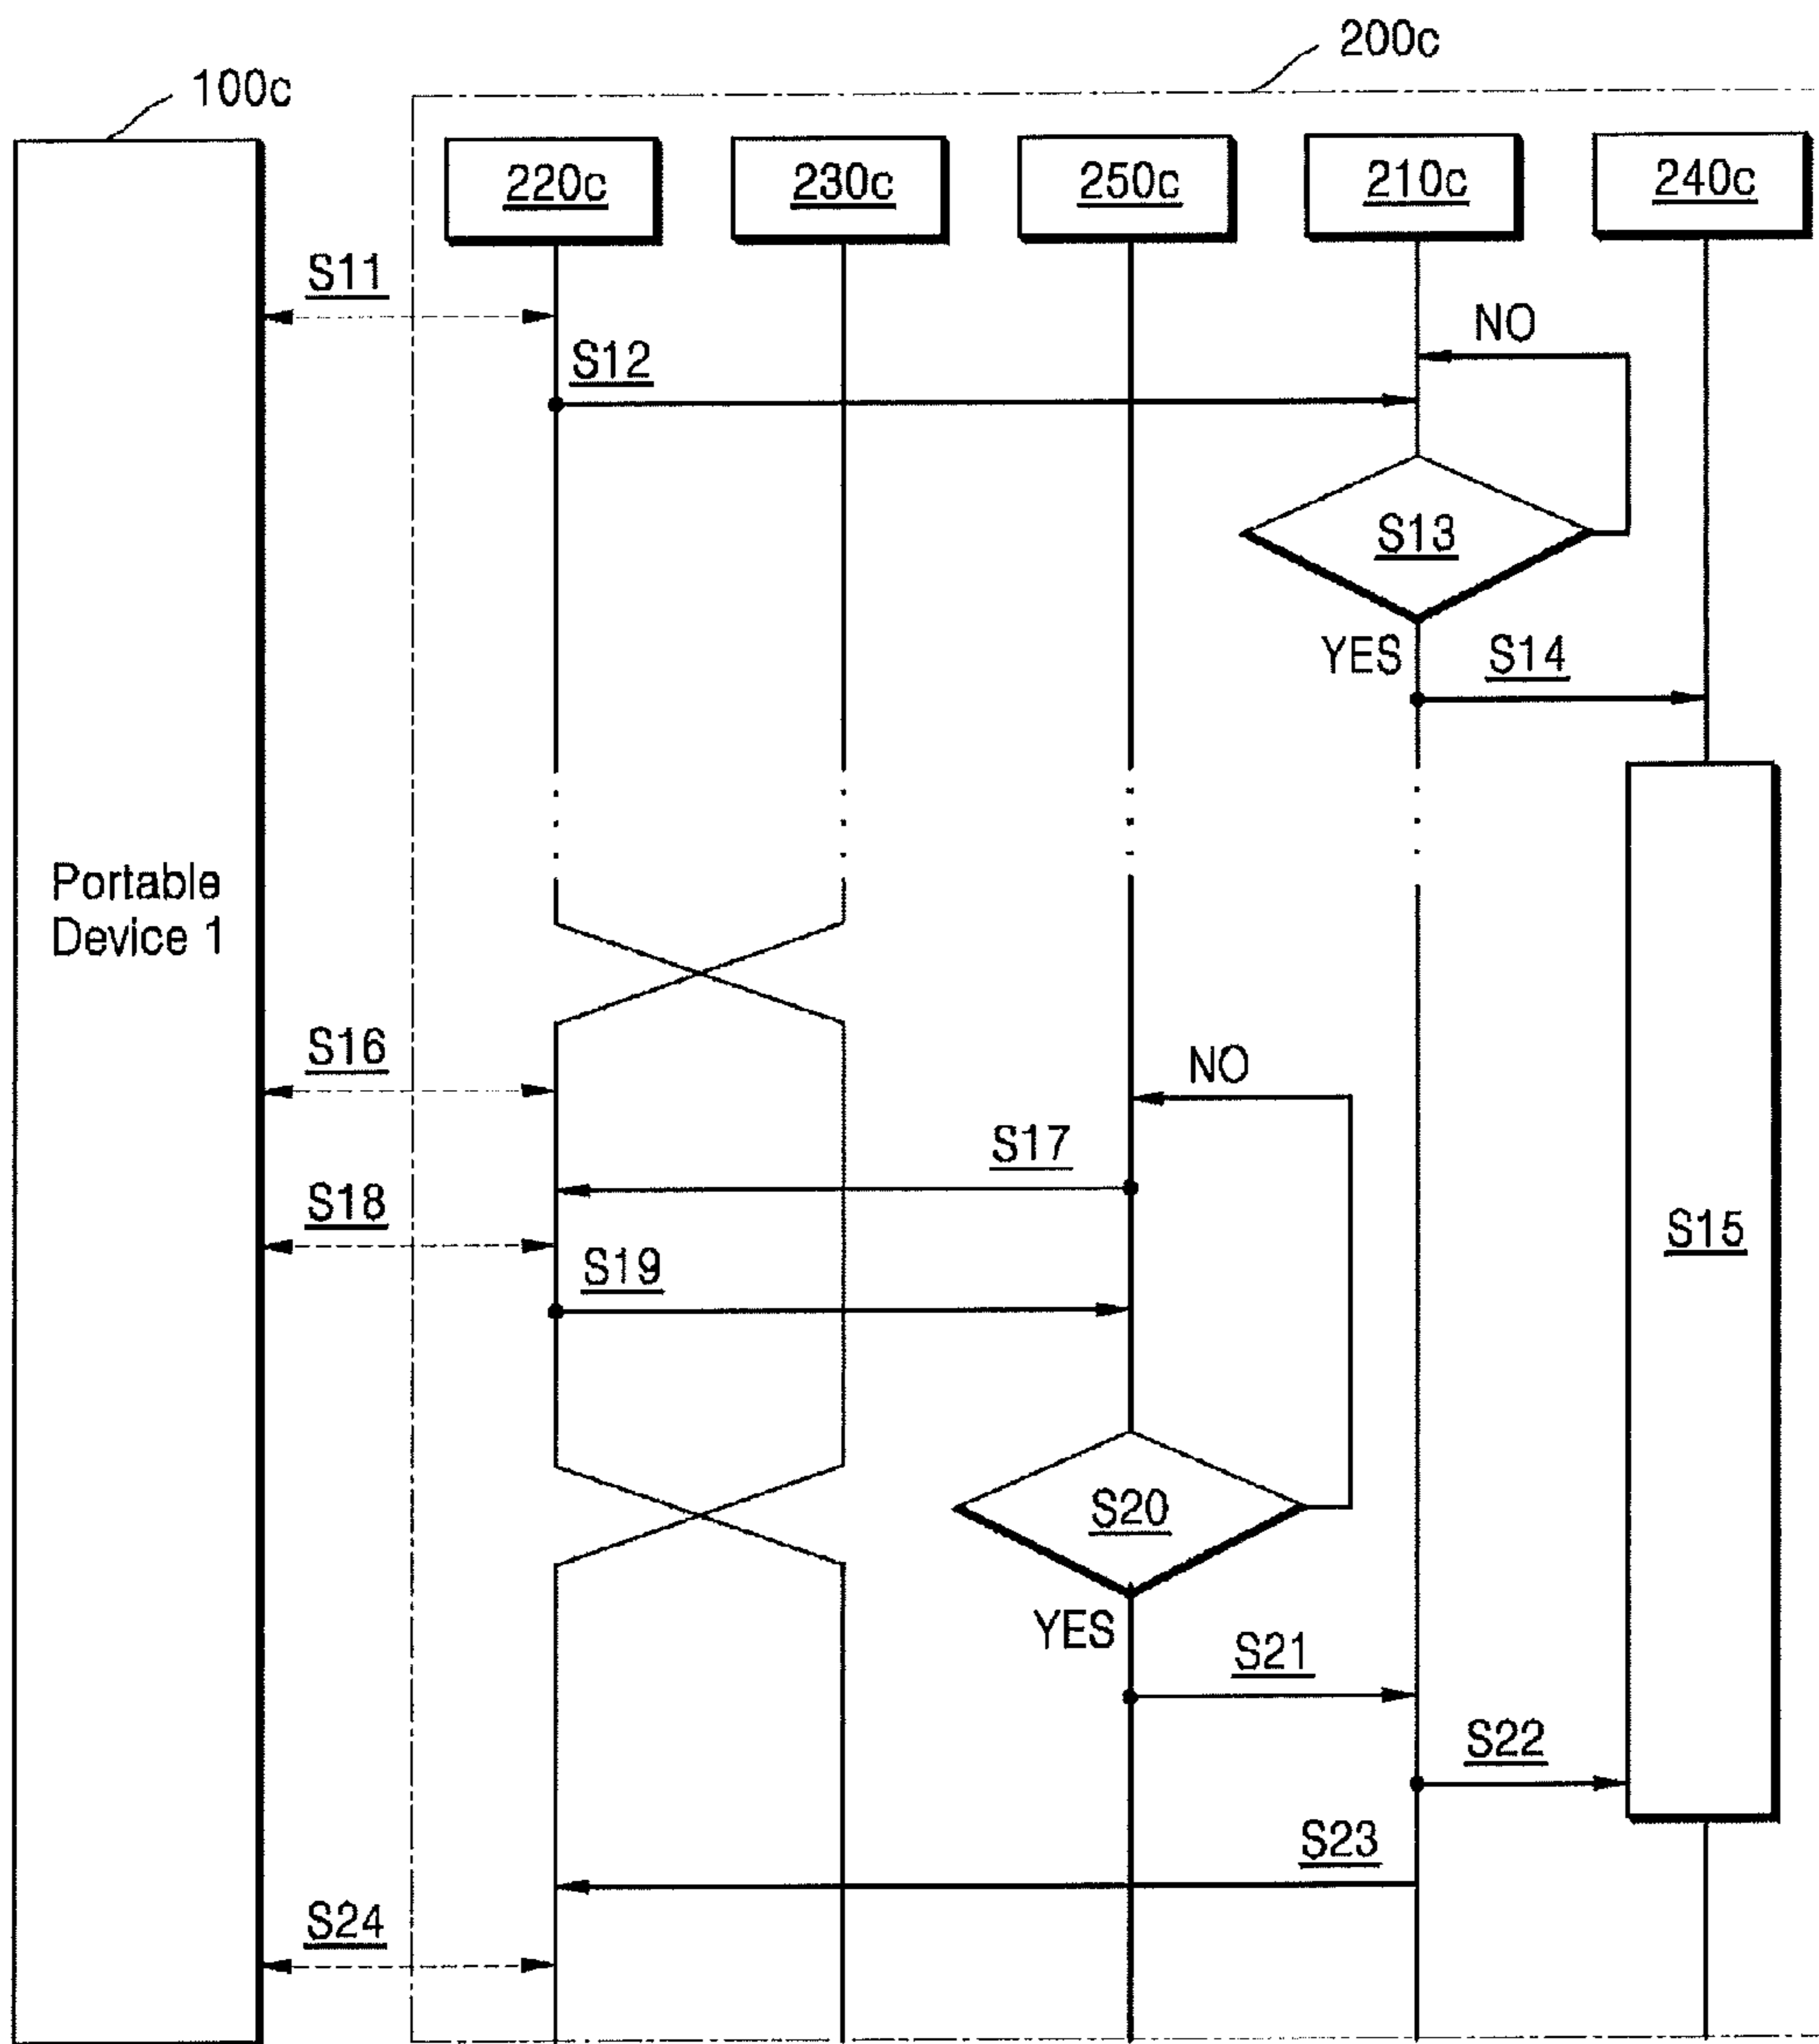 200c
100c
220c
230c
250c
210c
240c
S11
NO
S12
S13
YES
S14
Portable
Device 1
S16
NO
S17
S18
S15
S19
S20
YES
S21
S22
S23
S24